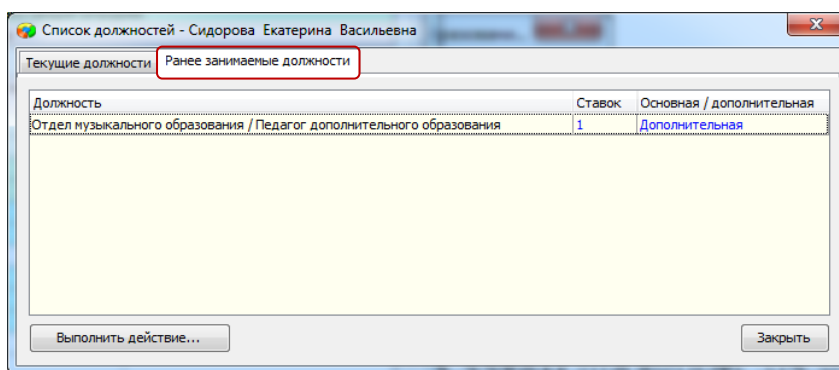 Список должностей - Сидорова Екатерина Васильевна
Текущие должности Ранее занимаемые должности
Должность Ставок Основная / дополнительная
Отдел музыкального образования / Педагог дополнительного образования 1 Дополнительная
Выполнить действие... Закрыть